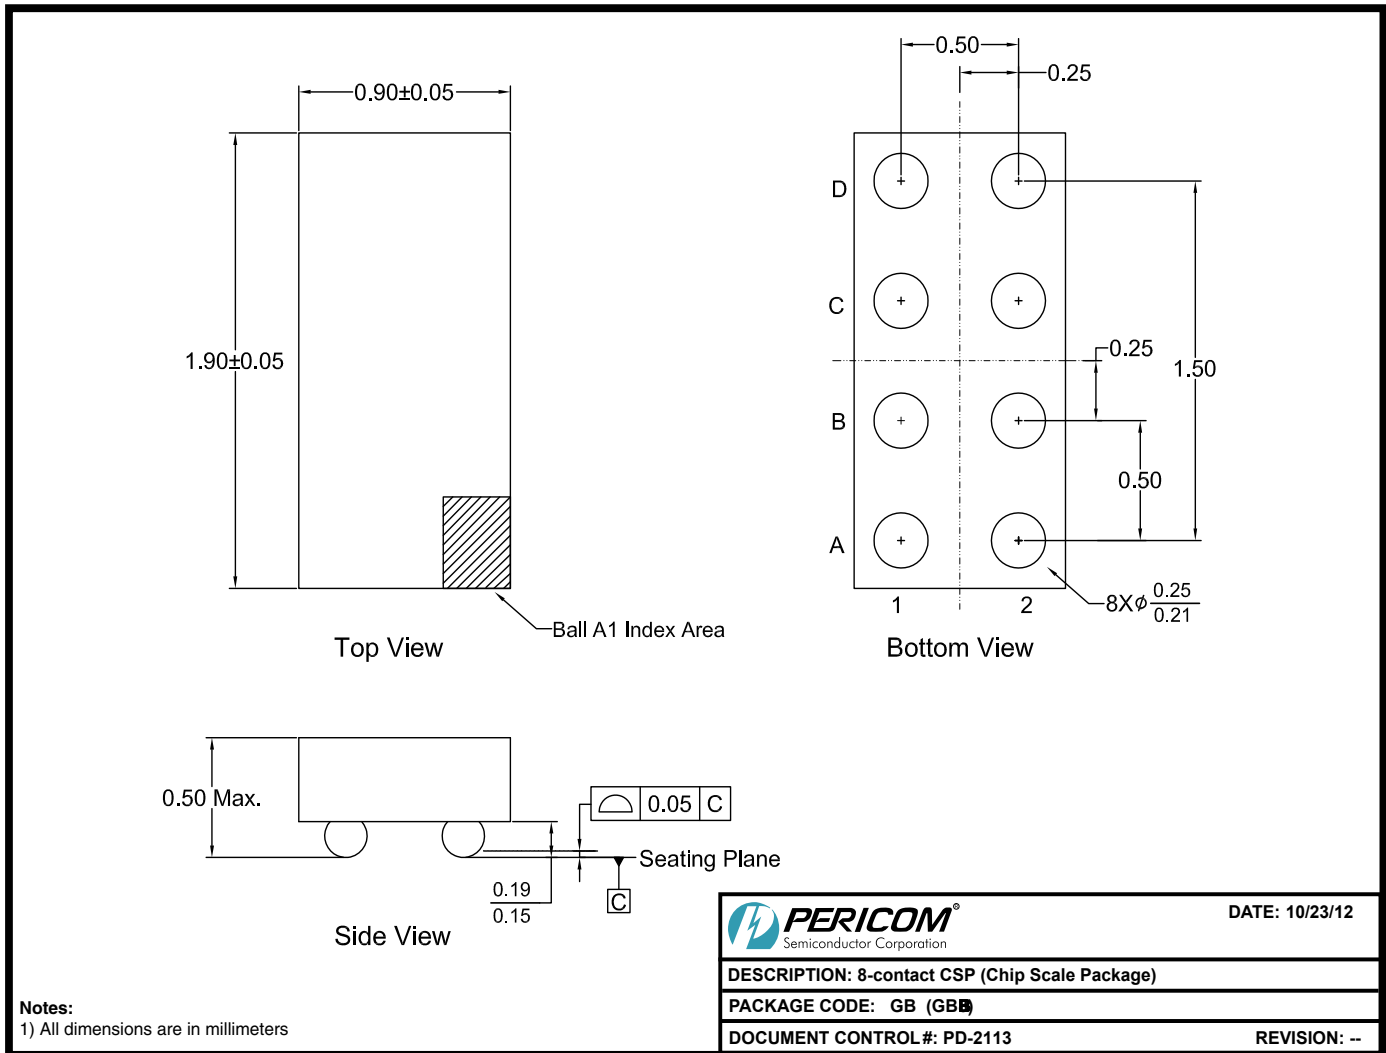 0.90±0.05
1.90±0.05
Ball A1 Index Area
Top View
0.50
0.25
D
C
B
A
1
2
0.25
1.50
0.50
8XΦ 0.25
0.21
Bottom View
0.50 Max.
0.05 C
Seating Plane
C
0.19
0.15
Side View
Notes:
1) All dimensions are in millimeters
PERICOM®
Semiconductor Corporation
DATE: 10/23/12
DESCRIPTION: 8-contact CSP (Chip Scale Package)
PACKAGE CODE: GB
DOCUMENT CONTROL#: PD-2113
REVISION: --